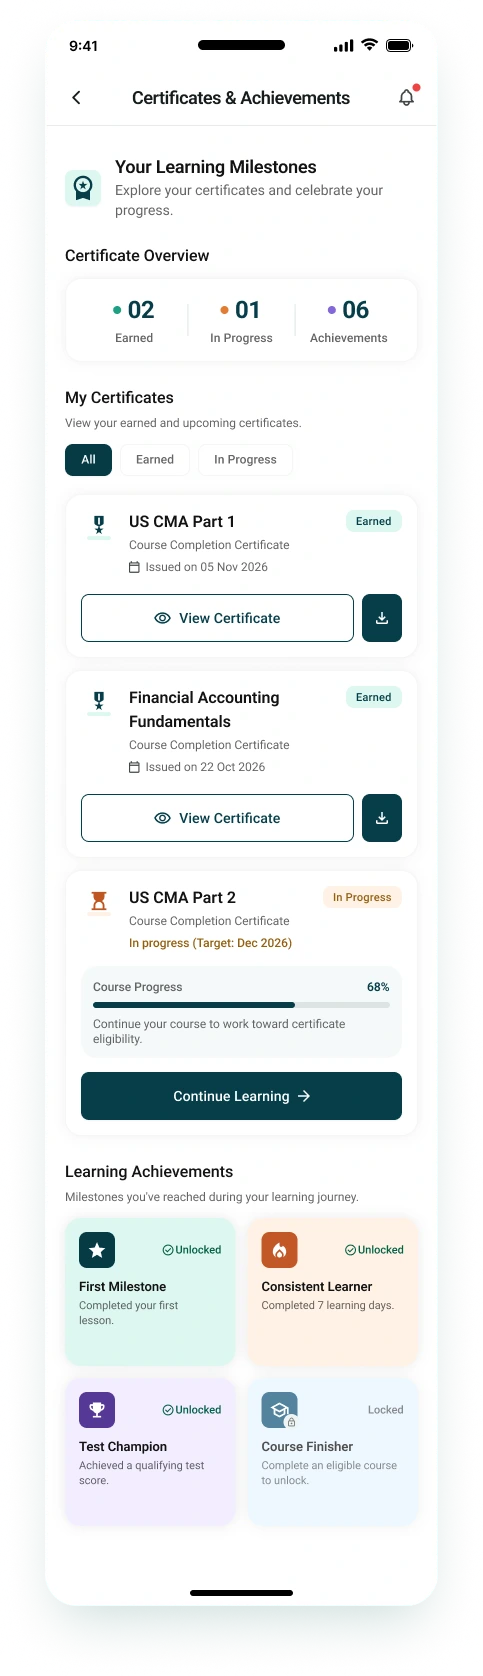 9:41
Certificates & Achievements
Your Learning Milestones
Explore your certificates and celebrate your
progress.
Certificate Overview
02
Earned
01
In Progress
06
Achievements
My Certificates
View your earned and upcoming certificates.
All
Earned
In Progress
US CMA Part 1
Earned
Course Completion Certificate
Issued on 05 Nov 2026
View Certificate
Financial Accounting
Fundamentals
Earned
Course Completion Certificate
Issued on 22 Oct 2026
View Certificate
US CMA Part 2
In Progress
Course Completion Certificate
In progress (Target: Dec 2026)
Course Progress
68%
Continue your course to work toward certificate
eligibility.
Continue Learning
Learning Achievements
Milestones you've reached during your learning journey.
Unlocked
First Milestone
Completed your first
lesson.
Unlocked
Consistent Learner
Completed 7 learning days.
Unlocked
Test Champion
Achieved a qualifying test
score.
Locked
Course Finisher
Complete an eligible course
to unlock.